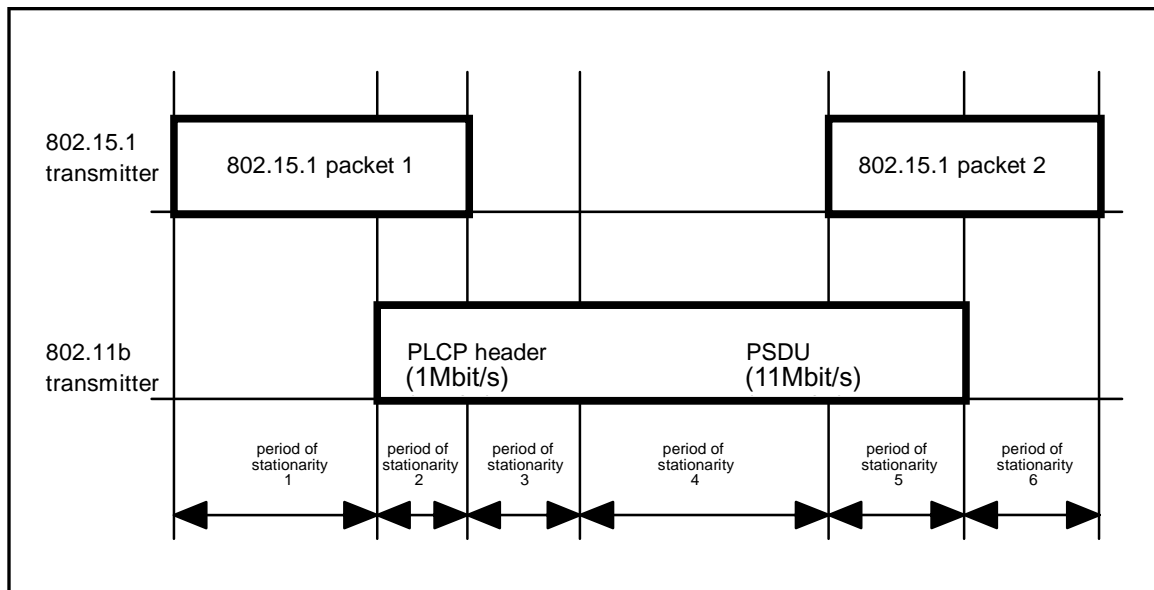 802.15.1
transmitter
802.15.1 packet 1
802.15.1 packet 2
802.11b
transmitter
PLCP header
(1Mbit/s)
PSDU
(11Mbit/s)
period of
stationarity
1
period of
stationarity
2
period of
stationarity
3
period of
stationarity
4
period of
stationarity
5
period of
stationarity
6